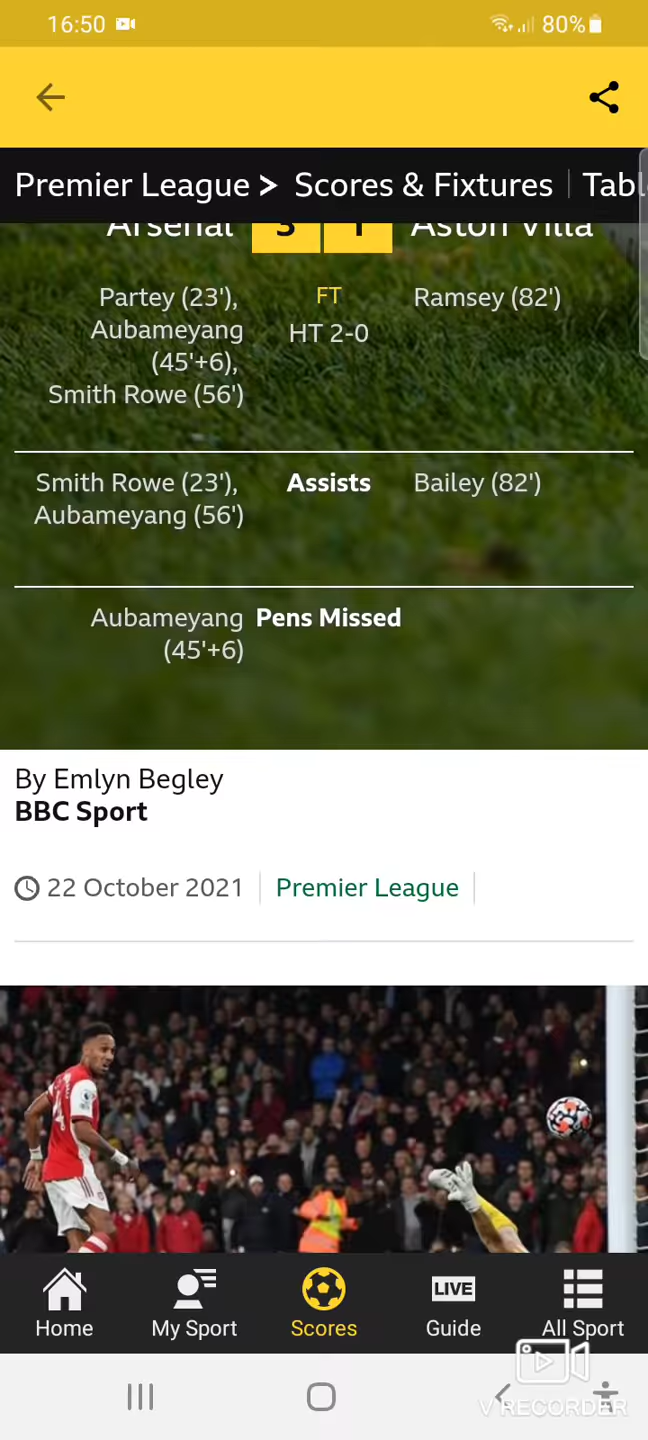 16:50 80%
Premier League > Scores & Fixtures Tabl
Arsenal 3 1 Aston Villa
Partey (23'), FT Ramsey (82')
Aubameyang HT 2-0
(45'+6),
Smith Rowe (56')
Smith Rowe (23'), Assists Bailey (82')
Aubameyang (56')
Aubameyang Pens Missed
(45'+6)
By Emlyn Begley
BBC Sport
22 October 2021 Premier League
Home My Sport Scores LIVE Guide All Sport
V RECORDER